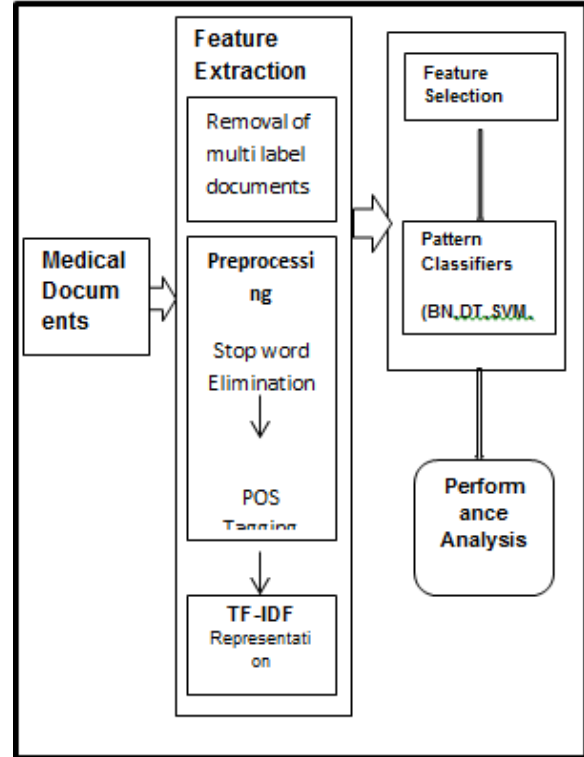 Medical
Docum
ents
Feature
Extraction
Removal of
multi label
documents
Preprocessi
ng
Stop word
Elimination
POS
Tagging
TF-IDF
Representati
on
Feature
Selection
Pattern
Classifiers
(BN,DT,SVM,
Perform
ance
Analysis